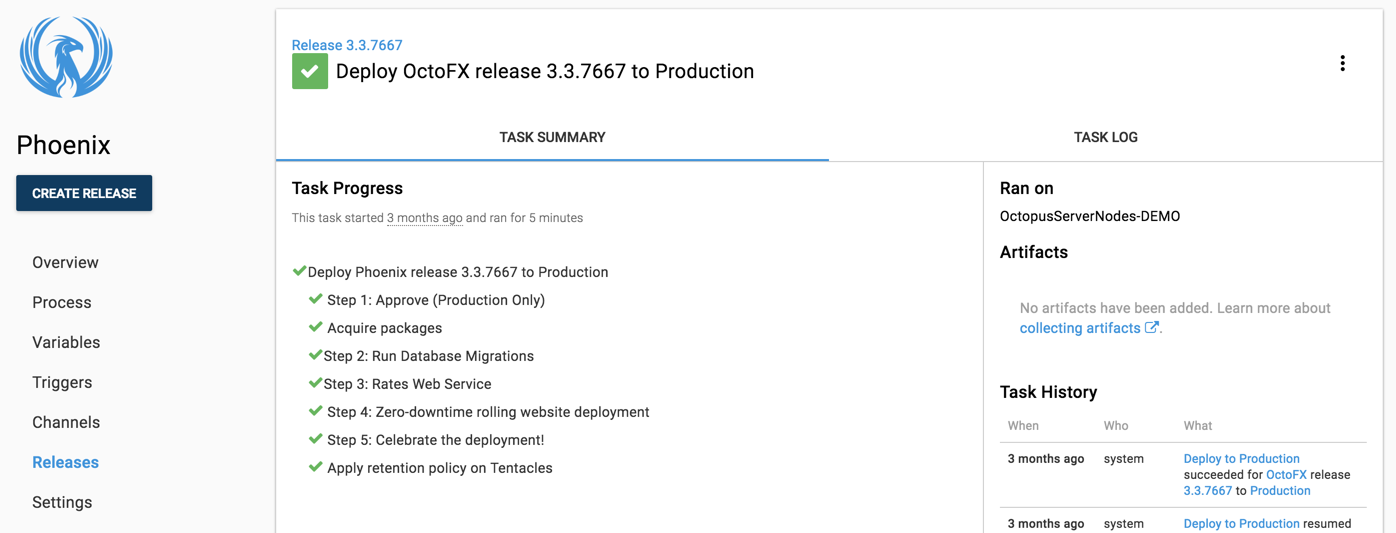 Phoenix
CREATE RELEASE
Overview
Process
Variables
Triggers
Channels
Releases
Settings
Release 3.3.7667
Deploy OctoFX release 3.3.7667 to Production
TASK SUMMARY
TASK LOG
Task Progress
This task started 3 months ago and ran for 5 minutes
Deploy Phoenix release 3.3.7667 to Production
Step 1: Approve (Production Only)
Acquire packages
Step 2: Run Database Migrations
Step 3: Rates Web Service
Step 4: Zero-downtime rolling website deployment
Step 5: Celebrate the deployment!
Apply retention policy on Tentacles
Ran on
OctopusServerNodes-DEMO
Artifacts
No artifacts have been added. Learn more about
collecting artifacts.
Task History
When Who What
3 months ago system Deploy to Production
succeeded for OctoFX release
3.3.7667 to Production
3 months ago system Deploy to Production resumed